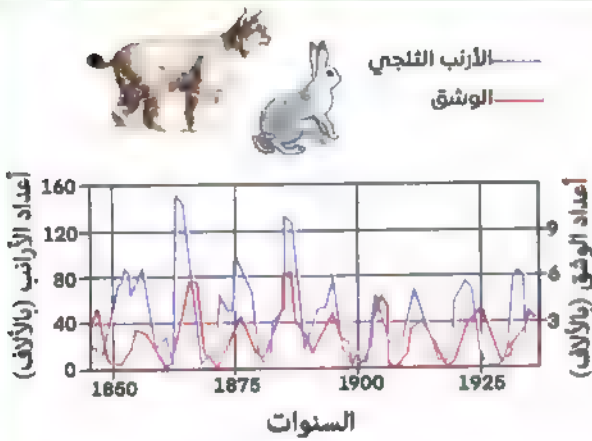 الأرنب الثلجي
الوشق
أعداد الأرانب (بالآلاف)
160
120
80
40
0
أعداد الوشق (بالآلاف)
9
6
3
1860
1875
1900
1925
السنوات